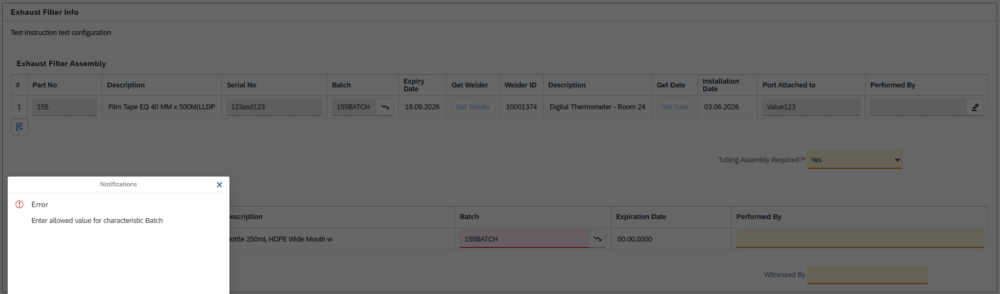 Exhaust Filter Info
Test Instruction test configuration
Exhaust Filter Assembly
# Part No Description Serial No Batch Expiry Date Get Welder Welder ID Description Get Date Installation Date Port Attached to Performed By
1 155 Film Tape EQ 40 MM x 500M(LLDP 123asd123 155BATCH 19.09.2026 Get Welder 10001374 Digital Thermometer - Room 24 Get Date 03.06.2026 Value123
Tubing Assembly Required?* Yes
Notifications
Error
Enter allowed value for characteristic Batch
escription Batch Expiration Date Performed By
Bottle 250mL HDPE Wide Mouth w 155BATCH 00.00.0000
Witnessed By